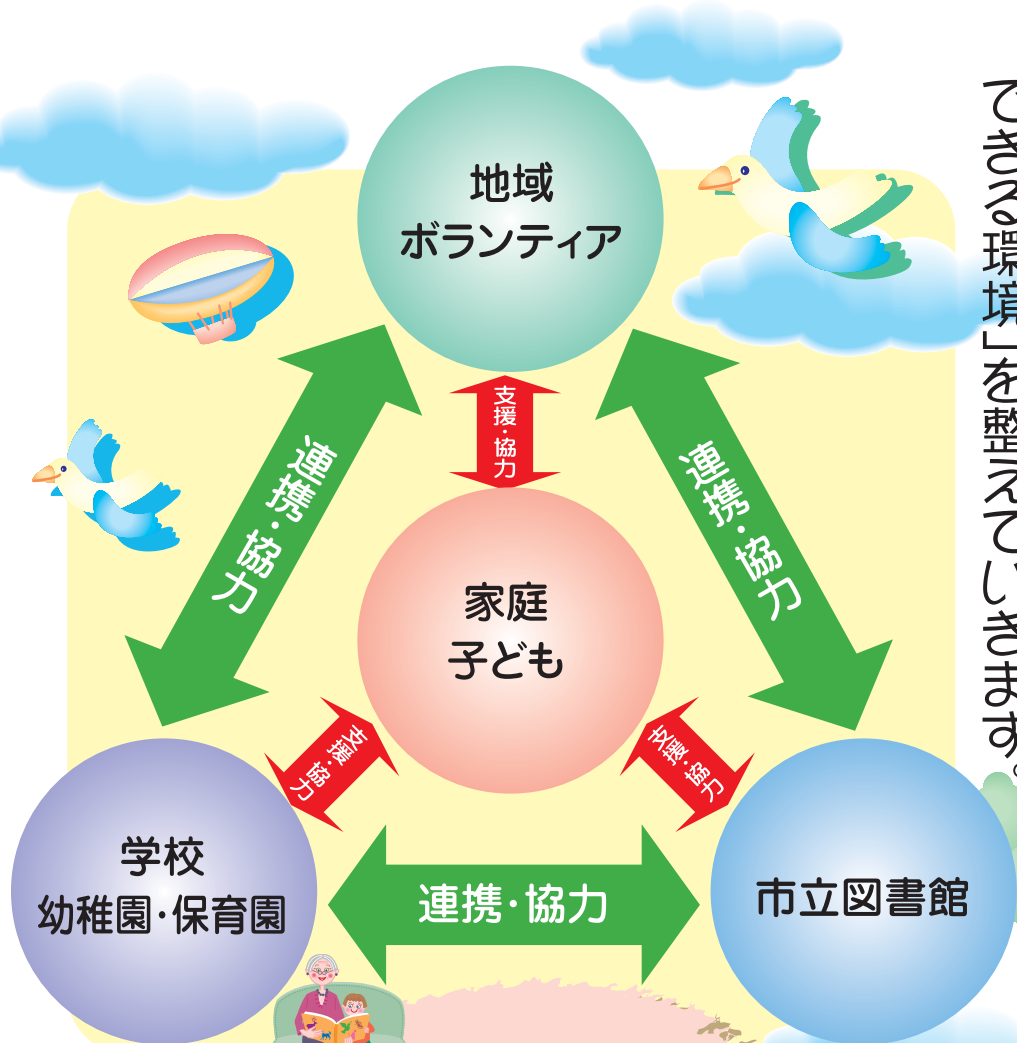 できる環境」を整えていきます。
地域
ボランティア
連携・協力
支援・協力
連携・協力
家庭
子ども
支援・協力
支援・協力
学校
幼稚園・保育園
連携・協力
市立図書館